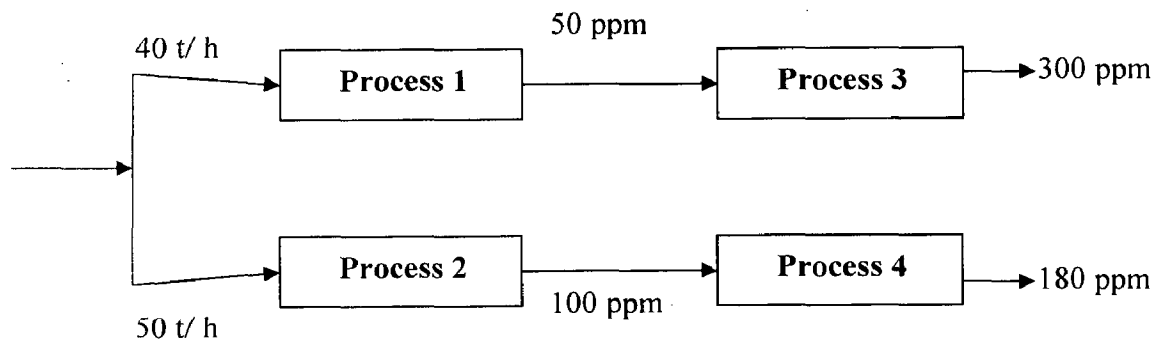 50 ppm
40 t/ h
Process 1
Process 3
300 ppm
Process 2
Process 4
180 ppm
100 ppm
50 t/ h